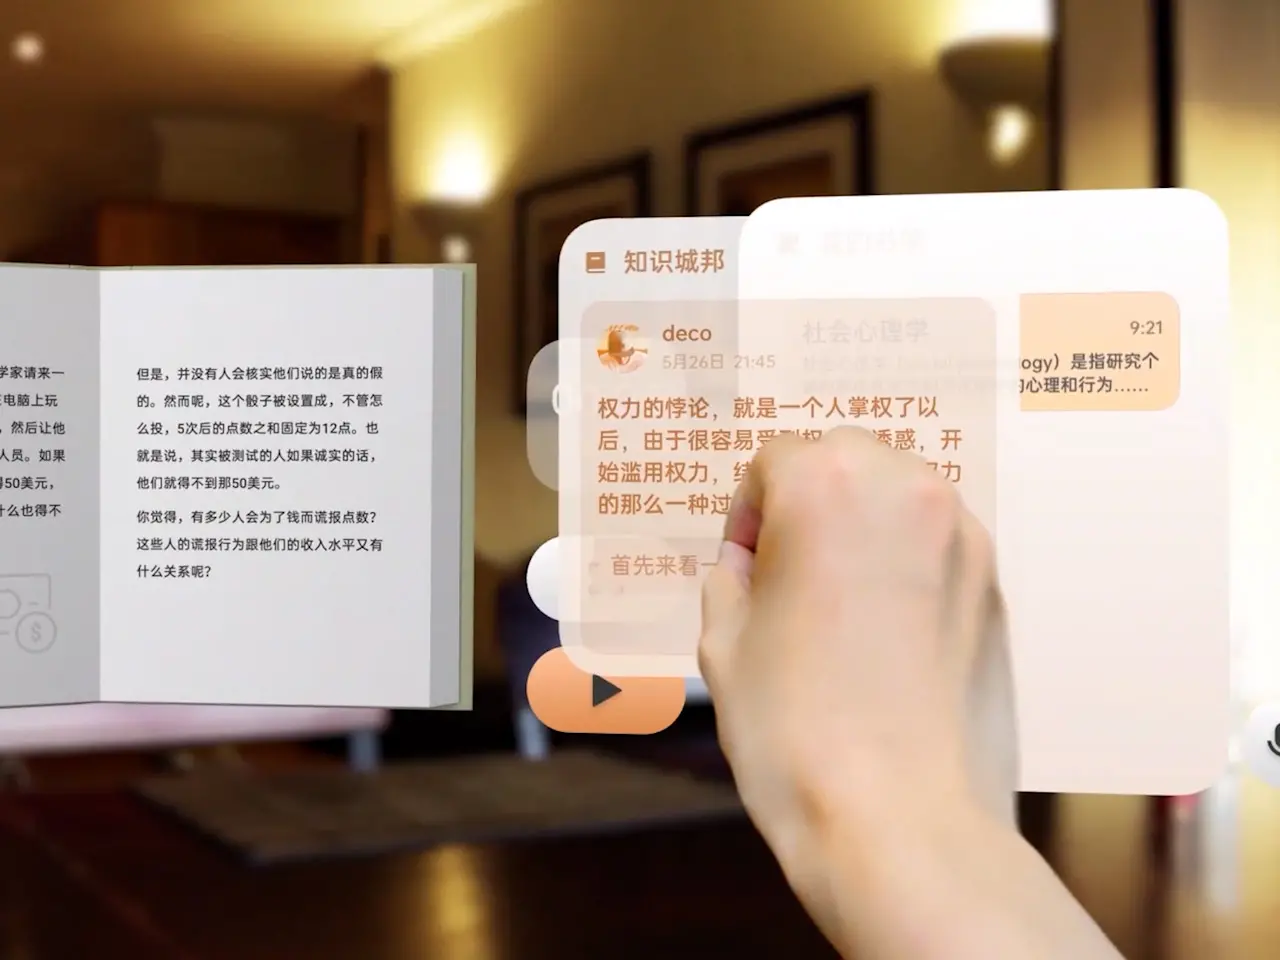 学家请来一
电脑上玩
，然后让他
人员。如果
得50美元，
什么也得不
但是，并没有人会核实他们说的是真的假
的。然而呢，这个骰子被设置成，不管怎
么投，5次后的点数之和固定为12点。也
就是说，其实被测试的人如果诚实的话，
他们就得不到那50美元。
你觉得，有多少人会为了钱而谎报点数？
这些人的谎报行为跟他们的收入水平又有
什么关系呢？
知识城邦
deco
5月26日 21:45
权力的悖论，就是一个人掌权了以
后，由于很容易受到权 诱惑，开
始滥用权力，结 权力
的那么一种过
首先来看一
社会心理学
9:21
ogy）是指研究个
的心理和行为……